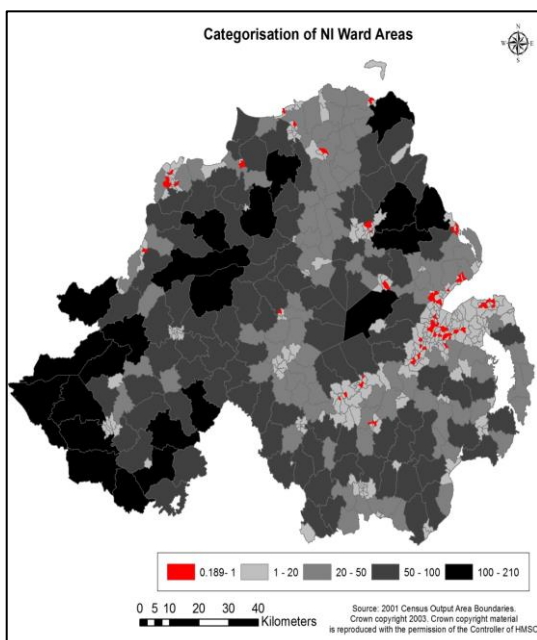 Categorisation of NI Ward Areas
N
W E
S
0.189- 1 1 - 20 20 - 50 50 - 100 100 - 210
0 5 10 20 30 40
Kilometers
Source: 2001 Census Output Area Boundaries.
Crown copyright 2003. Crown copyright material
is reproduced with the permission of the Controller of HMSO